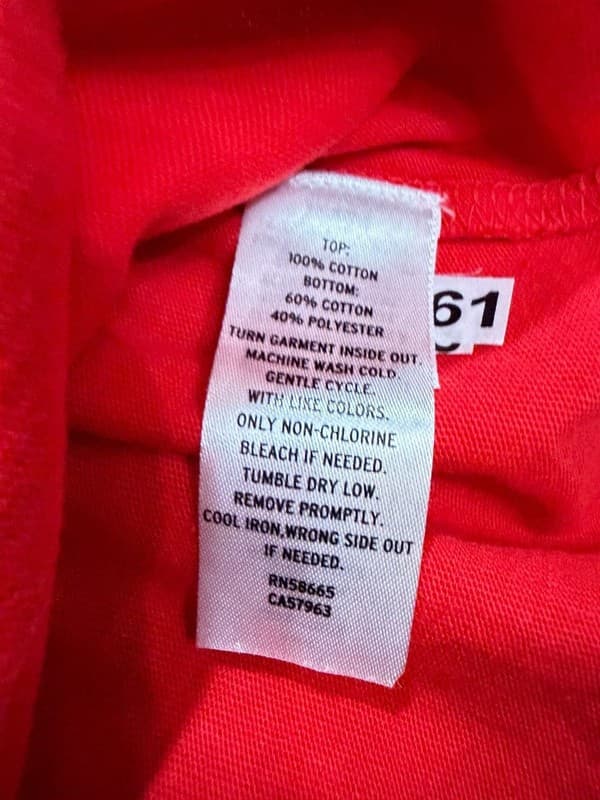 TOP:
100% COTTON
BOTTOM:
60% COTTON
40% POLYESTER
TURN GARMENT INSIDE OUT.
MACHINE WASH COLD.
GENTLE CYCLE.
WITH LIKE COLORS.
ONLY NON-CHLORINE
BLEACH IF NEEDED.
TUMBLE DRY LOW.
REMOVE PROMPTLY.
COOL IRON,WRONG SIDE OUT
IF NEEDED.
RN58665
CA57963
61